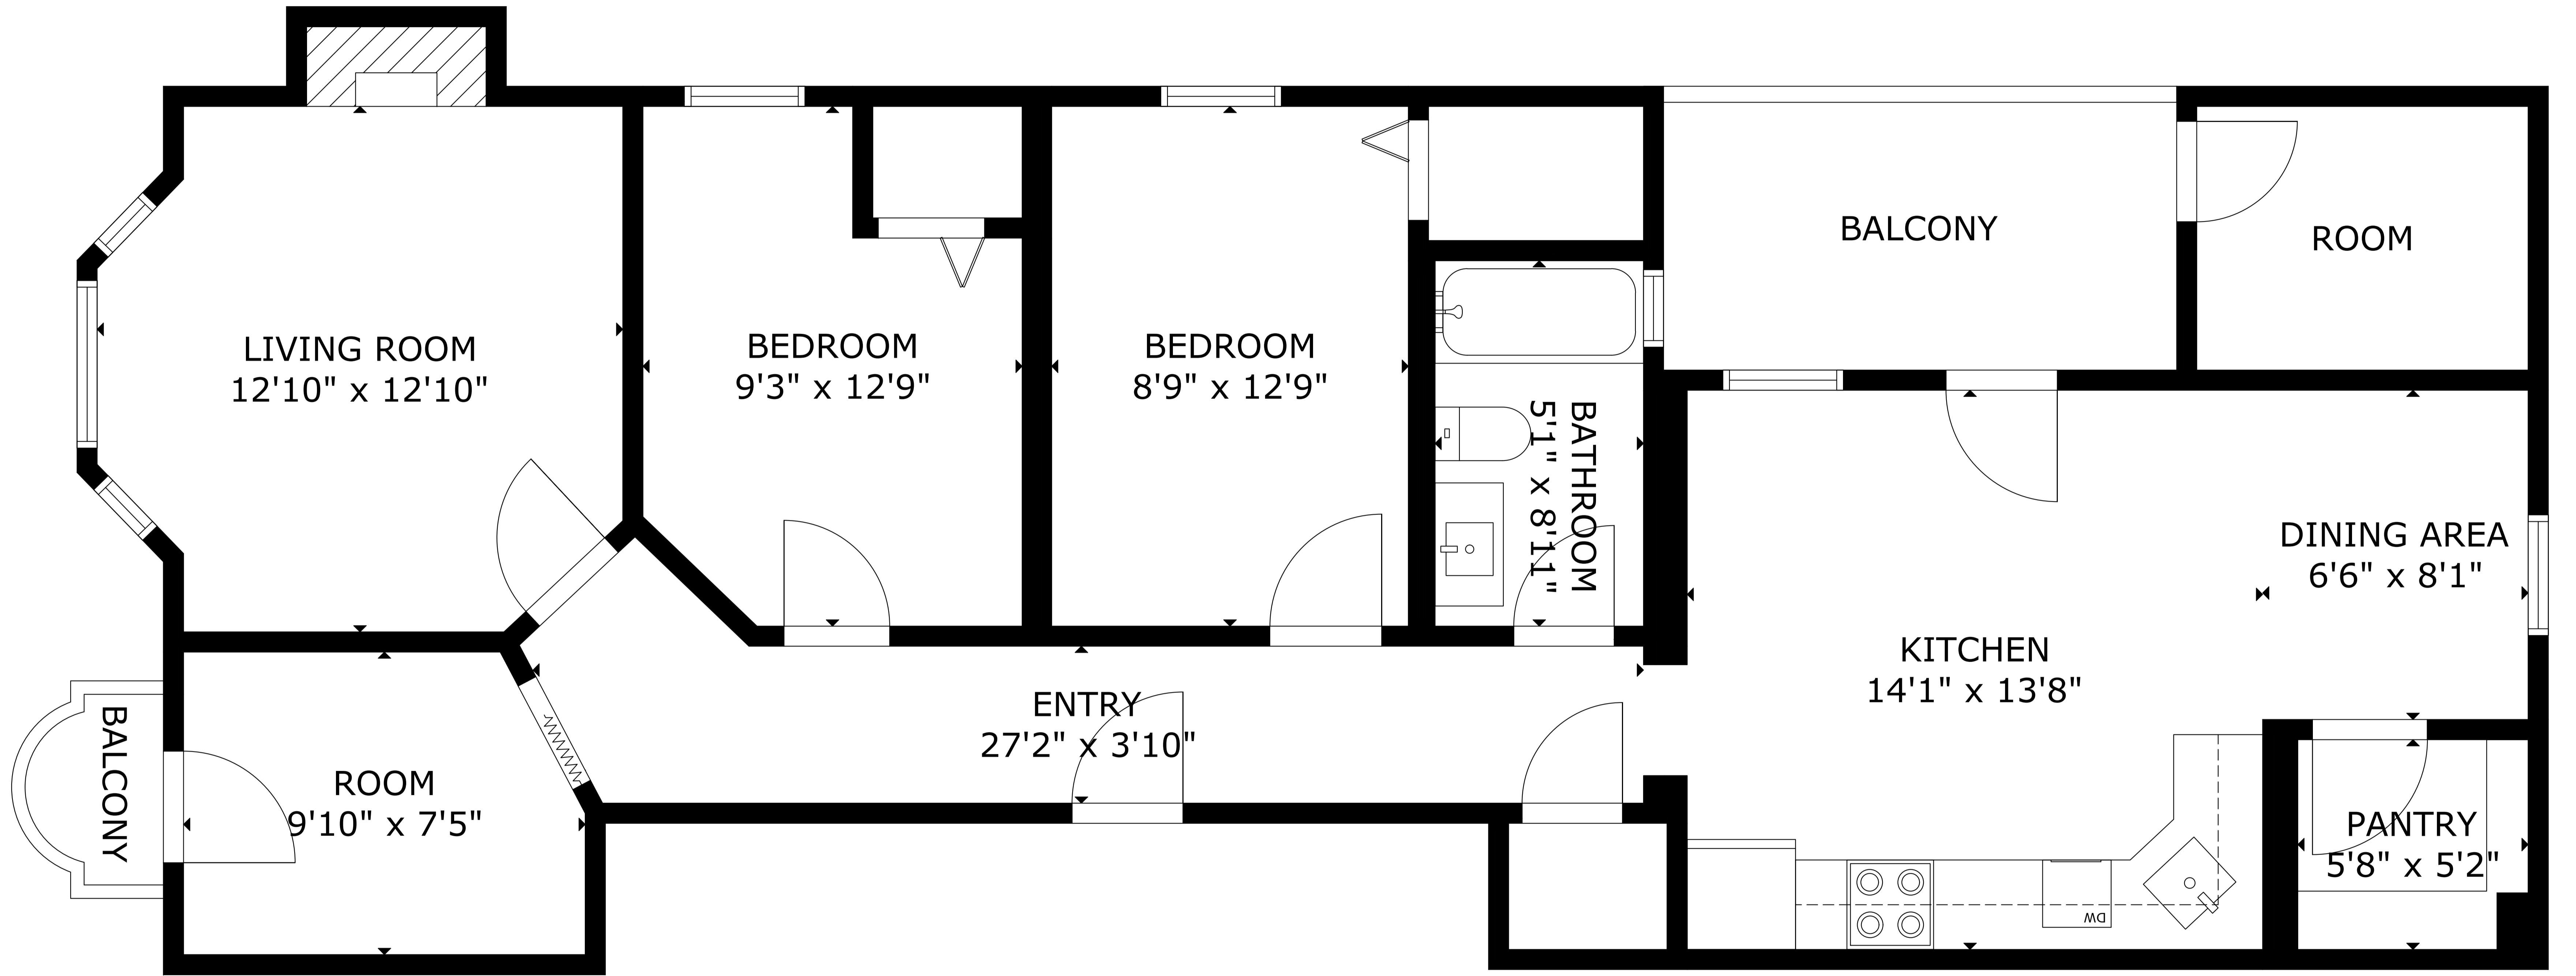 BALCONY
ROOM
LIVING ROOM
12'10" x 12'10"
BEDROOM
9'3" x 12'9"
BEDROOM
8'9" x 12'9"
BATHROOM
5'1" x 8'11"
DINING AREA
6'6" x 8'1"
KITCHEN
14'1" x 13'8"
ENTRY
27'2" x 3'10"
BALCONY
ROOM
9'10" x 7'5"
PANTRY
5'8" x 5'2"
DW